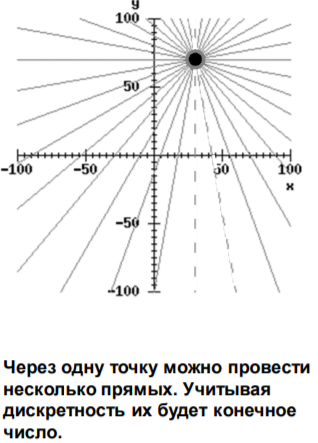 y
100
50
-100 -50 50 100
x
-50
-100
Через одну точку можно провести
несколько прямых. Учитывая
дискретность их будет конечное
число.